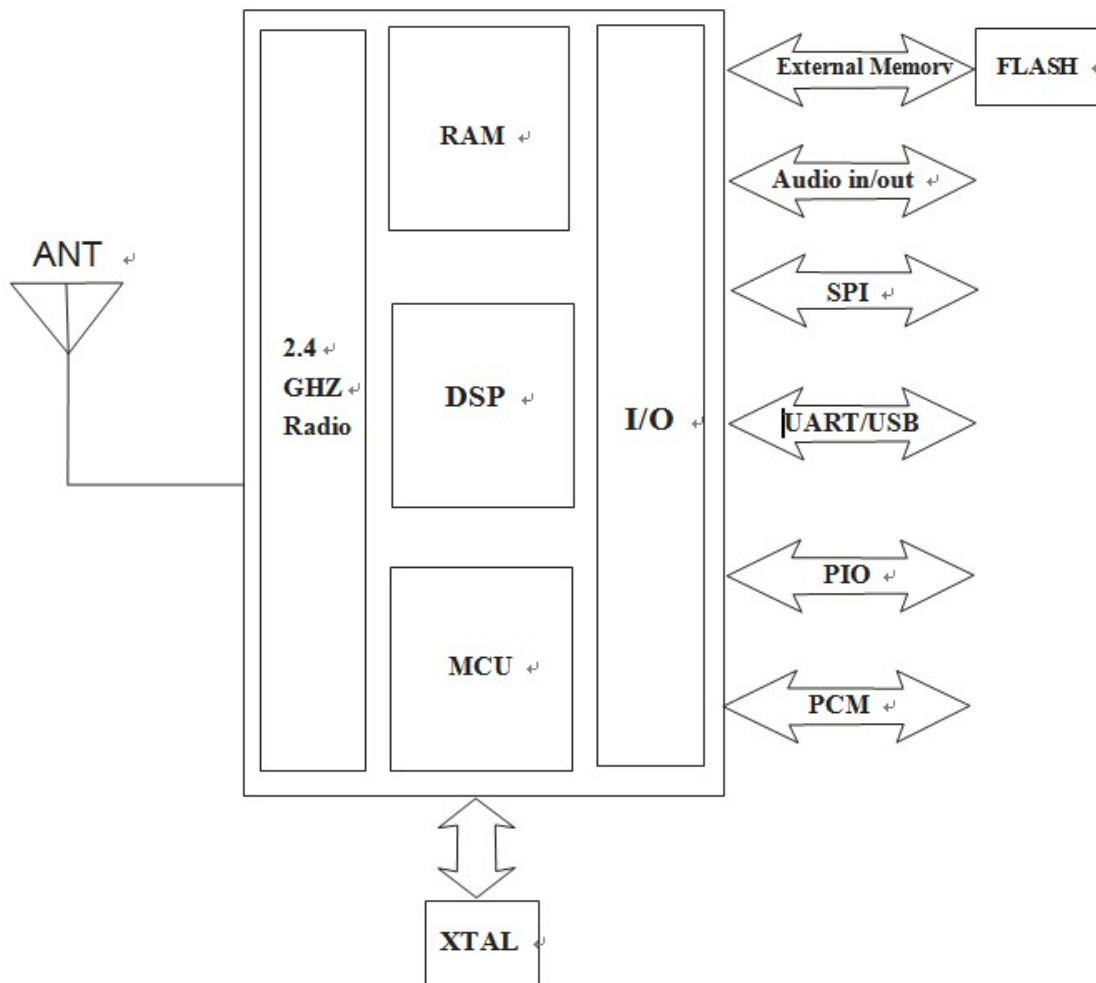 External Memory
FLASH
RAM
Audio in/out
ANT
SPI
2.4
GHZ
Radio
DSP
I/O
UART/USB
PIO
MCU
PCM
XTAL